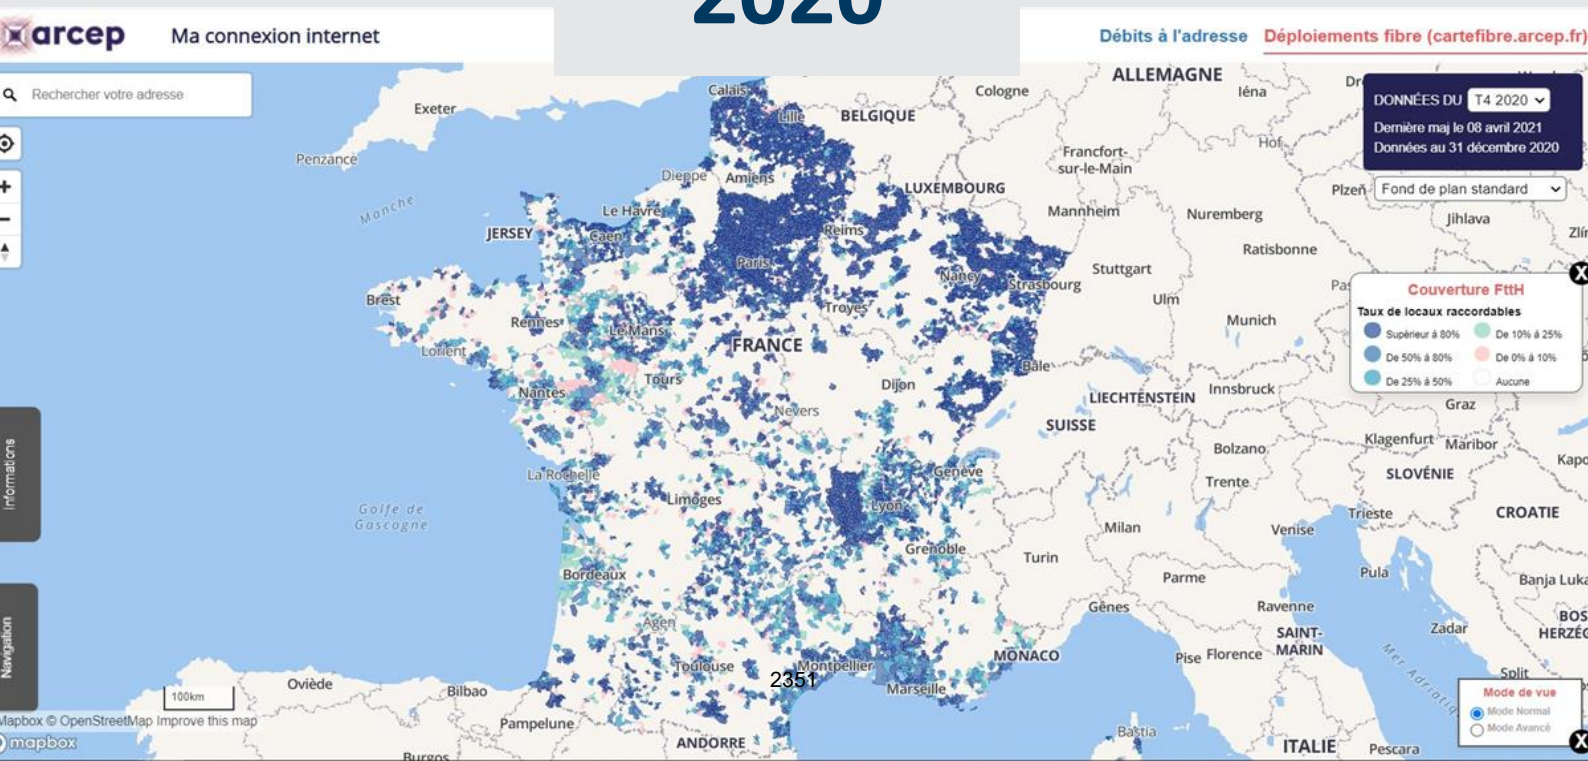 2020
arcep
Ma connexion internet
Débits à l'adresse
Déploiements fibre (cartefibre.arcep.fr)
Rechercher votre adresse
DONNÉES DU T4 2020
Dernière maj le 08 avril 2021
Données au 31 décembre 2020
Fond de plan standard
Couverture FttH
Taux de locaux raccordables
Supérieur à 80%
De 10% à 25%
De 50% à 80%
De 0% à 10%
De 25% à 50%
Aucune
Informations
Navigation
Exeter
Penzance
Manche
Calais
Lille
BELGIQUE
Cologne
ALLEMAGNE
Iéna
Dieppe
Amiens
LUXEMBOURG
Francfort-
sur-le-Main
Hof
Plzeň
Jihlava
Le Havre
JERSEY
Caen
Reims
Mannheim
Nuremberg
Paris
Nancy
Strasbourg
Stuttgart
Ratisbonne
Brest
Rennes
Le Mans
Troyes
Ulm
Munich
Lorient
FRANCE
Bâle
Nantes
Tours
Dijon
LIECHTENSTEIN
Innsbruck
Nevers
Graz
SUISSE
Klagenfurt
Maribor
Bolzano
La Rochelle
Genève
SLOVÉNIE
Limoges
Trente
Golfe de
Gascogne
Lyon
Trieste
CROATIE
Milan
Venise
Grenoble
Turin
Bordeaux
Parme
Pula
Banja Luka
Gênes
Ravenne
Agen
SAINT-
MARIN
Zadar
Toulouse
Montpellier
MONACO
Pise
Florence
2351
Marseille
Mer Adriatiq
Split
Oviède
Bilbao
100km
Mode de vue
Mode Normal
Mode Avancé
Pampelune
Mapbox © OpenStreetMap Improve this map
mapbox
ANDORRE
Bastia
ITALIE
Pescara
Burgos